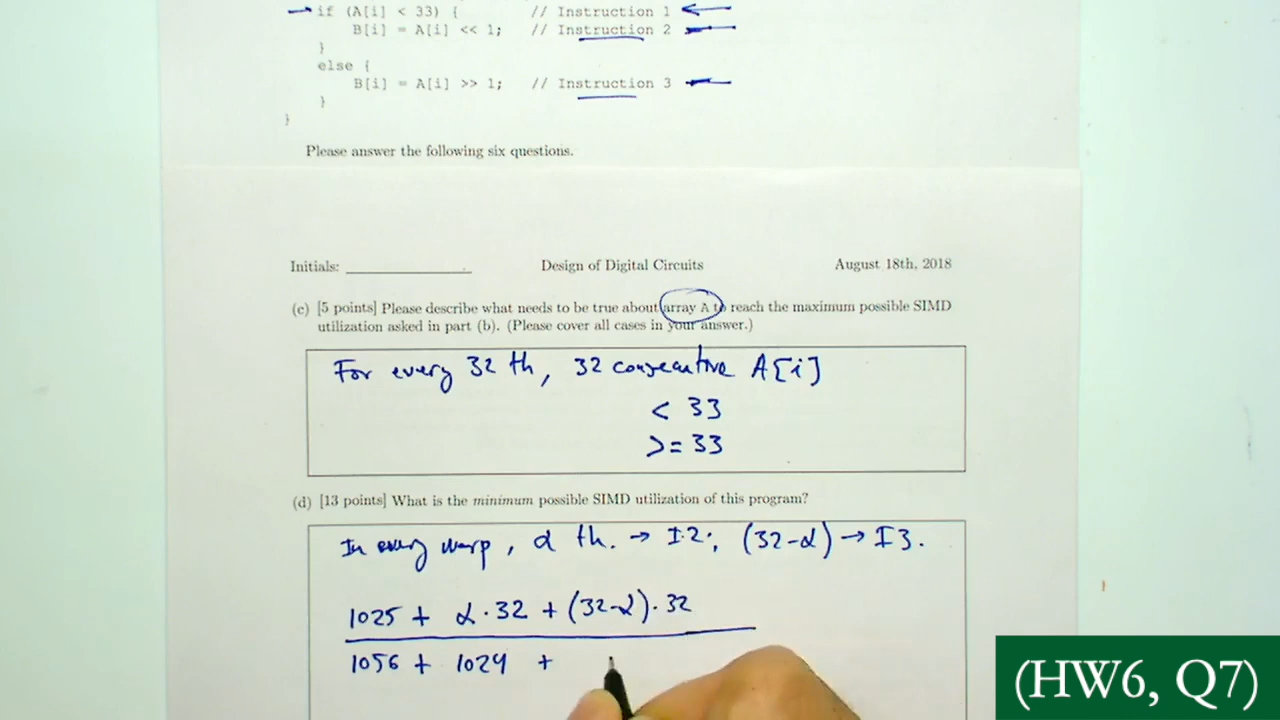 if (A[i] < 33) { // Instruction 1
B[i] = A[i] << 1; // Instruction 2
}
else {
B[i] = A[i] >> 1; // Instruction 3
}
}
Please answer the following six questions.
Initials: Design of Digital Circuits August 18th, 2018
(c) [5 points] Please describe what needs to be true about array A to reach the maximum possible SIMD
utilization asked in part (b). (Please cover all cases in your answer.)
For every 32 th, 32 consecutive A[i]
< 33
>= 33
(d) [13 points] What is the minimum possible SIMD utilization of this program?
In every warp, α th. → I2; (32-α) → I3.
1025 + α·32 + (32-α)·32
1056 + 1024 +
(HW6, Q7)